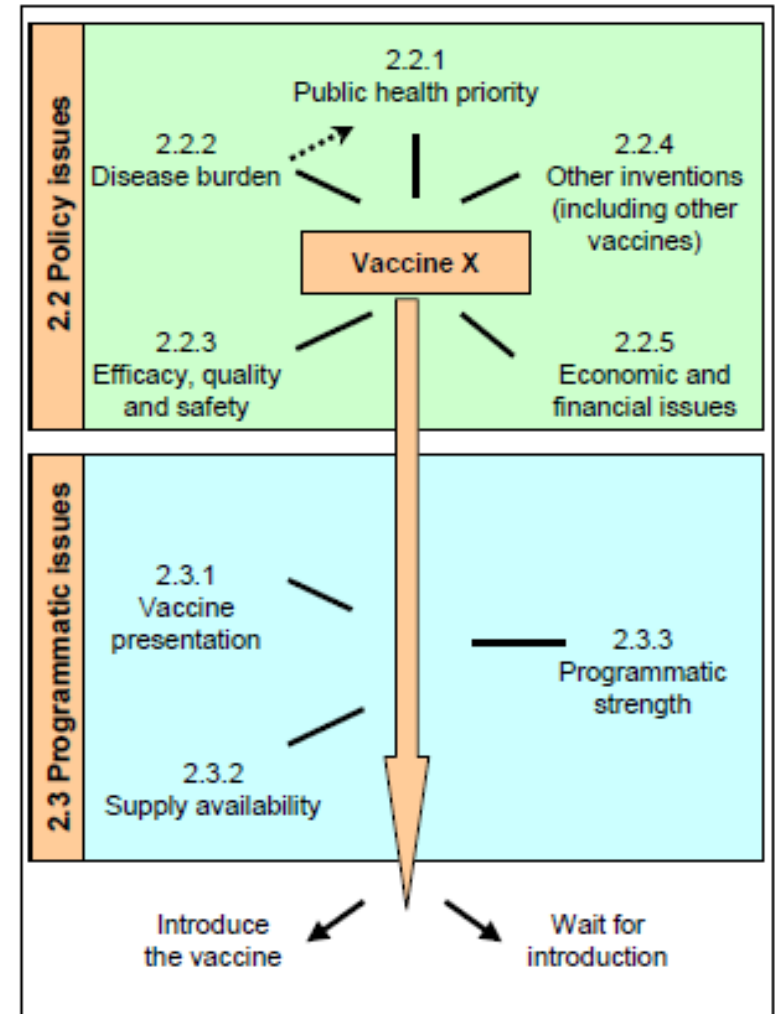 2.2 Policy issues
2.2.1
Public health priority
2.2.2
Disease burden
2.2.4
Other inventions
(including other
vaccines)
Vaccine X
2.2.3
Efficacy, quality
and safety
2.2.5
Economic and
financial issues
2.3 Programmatic issues
2.3.1
Vaccine
presentation
2.3.3
Programmatic
strength
2.3.2
Supply availability
Introduce
the vaccine
Wait for
introduction